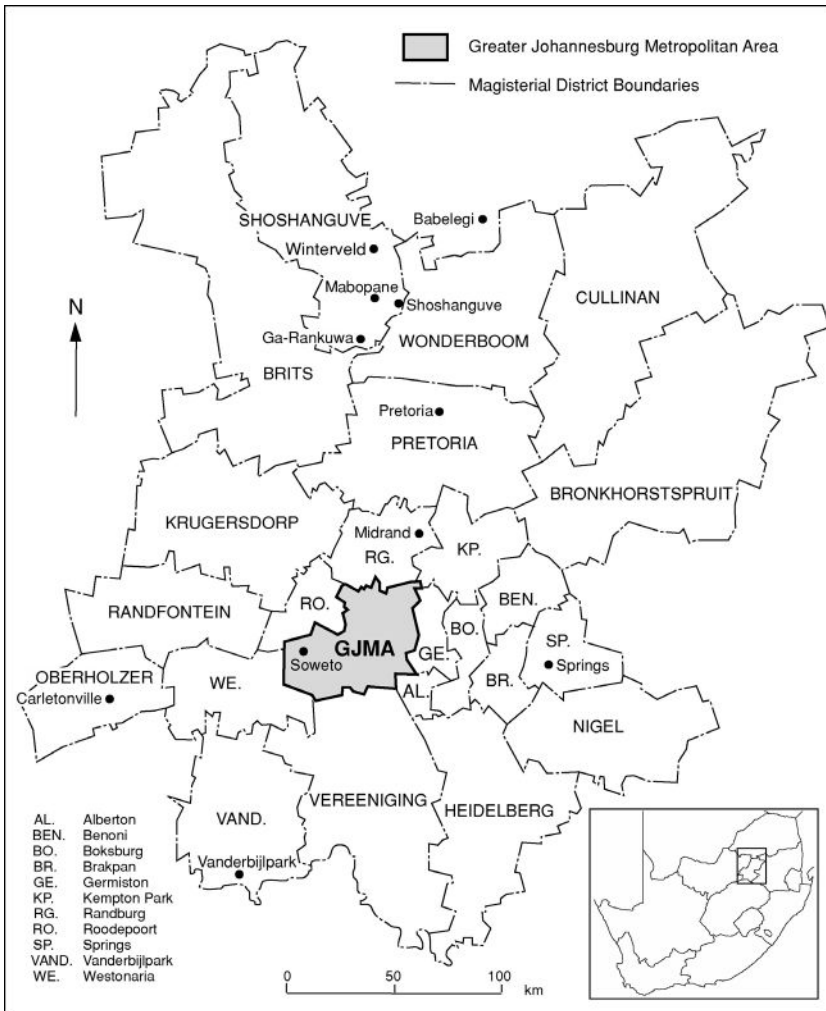 Greater Johannesburg Metropolitan Area
Magisterial District Boundaries
SHOSHANGUVE
Babelegi
Winterveld
Mabopane
Shoshanguve
CULLINAN
N
Ga-Rankuwa
WONDERBOOM
BRITS
Pretoria
PRETORIA
BRONKHORSTSPRUIT
KRUGERSDORP
Midrand
RG.
KP.
RANDFONTEIN
RO.
BEN.
BO.
GJMA
SP.
Soweto
GE.
Springs
OBERHOLZER
WE.
AL.
BR.
Carletonville
NIGEL
VEREENIGING
HEIDELBERG
VAND.
Vanderbijlpark
AL. Alberton
BEN. Benoni
BO. Boksburg
BR. Brakpan
GE. Germiston
KP. Kempton Park
RG. Randburg
RO. Roodepoort
SP. Springs
VAND. Vanderbijlpark
WE. Westonaria
0 50 100
km